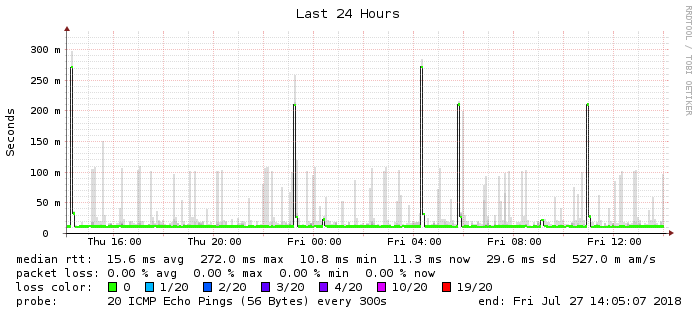 Last 24 Hours
RRDTOOL / TOBI OETIKER
Seconds
300 m
250 m
200 m
150 m
100 m
50 m
0
Thu 16:00 Thu 20:00 Fri 00:00 Fri 04:00 Fri 08:00 Fri 12:00
median rtt: 15.6 ms avg 272.0 ms max 10.8 ms min 11.3 ms now 29.6 ms sd 527.0 m am/s
packet loss: 0.00 % avg 0.00 % max 0.00 % min 0.00 % now
loss color: 0 1/20 2/20 3/20 4/20 10/20 19/20
probe: 20 ICMP Echo Pings (56 Bytes) every 300s end: Fri Jul 27 14:05:07 2018